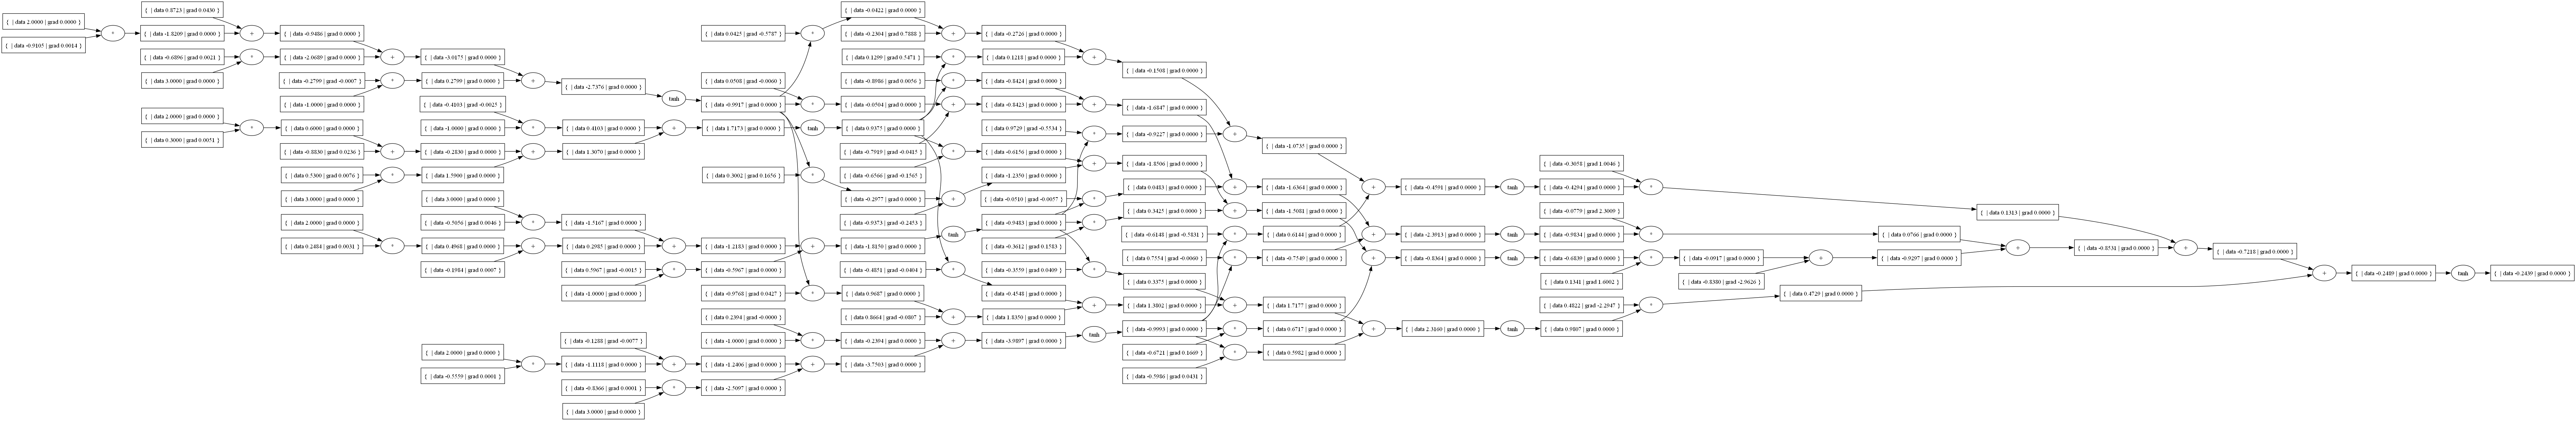 { | data 2.0000 | grad 0.0000 }
{ | data -0.9105 | grad 0.0014 }
*
{ | data 0.8723 | grad 0.0430 }
{ | data -1.8209 | grad 0.0000 }
+
{ | data -0.9486 | grad 0.0000 }
{ | data -0.6896 | grad 0.0021 }
{ | data 3.0000 | grad 0.0000 }
*
{ | data -2.0689 | grad 0.0000 }
+
{ | data -3.0175 | grad 0.0000 }
{ | data -0.2799 | grad -0.0007 }
{ | data -1.0000 | grad 0.0000 }
*
{ | data 0.2799 | grad 0.0000 }
+
{ | data -2.7376 | grad 0.0000 }
tanh
{ | data -0.9917 | grad 0.0000 }
{ | data 2.0000 | grad 0.0000 }
{ | data 0.3000 | grad 0.0051 }
*
{ | data 0.6000 | grad 0.0000 }
{ | data -0.8830 | grad 0.0236 }
+
{ | data -0.2830 | grad 0.0000 }
{ | data 0.5300 | grad 0.0076 }
{ | data 3.0000 | grad 0.0000 }
*
{ | data 1.5900 | grad 0.0000 }
+
{ | data 1.3070 | grad 0.0000 }
{ | data -0.4103 | grad -0.0025 }
{ | data -1.0000 | grad 0.0000 }
*
{ | data 0.4103 | grad 0.0000 }
+
{ | data 1.7173 | grad 0.0000 }
tanh
{ | data 0.9375 | grad 0.0000 }
{ | data 3.0000 | grad 0.0000 }
{ | data -0.5056 | grad 0.0046 }
*
{ | data -1.5167 | grad 0.0000 }
{ | data 2.0000 | grad 0.0000 }
{ | data 0.2484 | grad 0.0031 }
*
{ | data 0.4968 | grad 0.0000 }
{ | data -0.1984 | grad 0.0007 }
+
{ | data 0.2985 | grad 0.0000 }
+
{ | data -1.2183 | grad 0.0000 }
{ | data 0.5967 | grad -0.0015 }
{ | data -1.0000 | grad 0.0000 }
*
{ | data -0.5967 | grad 0.0000 }
+
{ | data -1.8150 | grad 0.0000 }
tanh
{ | data -0.9483 | grad 0.0000 }
{ | data 2.0000 | grad 0.0000 }
{ | data -0.5559 | grad 0.0001 }
*
{ | data -0.1288 | grad -0.0077 }
{ | data -1.1118 | grad 0.0000 }
+
{ | data -1.2406 | grad 0.0000 }
{ | data -0.8366 | grad 0.0001 }
{ | data 3.0000 | grad 0.0000 }
*
{ | data -2.5097 | grad 0.0000 }
+
{ | data -3.7503 | grad 0.0000 }
{ | data 0.2394 | grad -0.0000 }
{ | data -1.0000 | grad 0.0000 }
*
{ | data -0.2394 | grad 0.0000 }
+
{ | data -3.9897 | grad 0.0000 }
tanh
{ | data -0.9993 | grad 0.0000 }
{ | data 0.0425 | grad -0.5787 }
*
{ | data -0.0422 | grad 0.0000 }
{ | data -0.2304 | grad 0.7888 }
+
{ | data -0.2726 | grad 0.0000 }
{ | data 0.1299 | grad 0.5471 }
*
{ | data 0.1218 | grad 0.0000 }
+
{ | data -0.1508 | grad 0.0000 }
{ | data 0.9729 | grad -0.5534 }
*
{ | data -0.9227 | grad 0.0000 }
+
{ | data -1.0735 | grad 0.0000 }
{ | data 0.0508 | grad -0.0060 }
*
{ | data -0.0504 | grad 0.0000 }
{ | data -0.7919 | grad -0.0415 }
+
{ | data -0.8423 | grad 0.0000 }
{ | data -0.8986 | grad 0.0056 }
*
{ | data -0.8424 | grad 0.0000 }
+
{ | data -1.6847 | grad 0.0000 }
{ | data -0.0510 | grad -0.0057 }
*
{ | data 0.0483 | grad 0.0000 }
+
{ | data -1.6364 | grad 0.0000 }
{ | data 0.3002 | grad 0.1656 }
*
{ | data -0.2977 | grad 0.0000 }
{ | data -0.9373 | grad -0.2453 }
+
{ | data -1.2350 | grad 0.0000 }
{ | data -0.6566 | grad -0.1565 }
*
{ | data -0.6156 | grad 0.0000 }
+
{ | data -1.8506 | grad 0.0000 }
{ | data -0.3612 | grad 0.1583 }
*
{ | data 0.3425 | grad 0.0000 }
+
{ | data -1.5081 | grad 0.0000 }
{ | data -0.9768 | grad 0.0427 }
*
{ | data 0.9687 | grad 0.0000 }
{ | data 0.8664 | grad -0.0807 }
+
{ | data 1.8350 | grad 0.0000 }
{ | data -0.4851 | grad -0.0404 }
*
{ | data -0.4548 | grad 0.0000 }
+
{ | data 1.3802 | grad 0.0000 }
{ | data -0.3559 | grad 0.0409 }
*
{ | data 0.3375 | grad 0.0000 }
+
{ | data 1.7177 | grad 0.0000 }
{ | data -0.6148 | grad -0.5831 }
*
{ | data 0.6144 | grad 0.0000 }
{ | data 0.7554 | grad -0.0060 }
*
{ | data -0.7549 | grad 0.0000 }
{ | data -0.6721 | grad 0.1669 }
*
{ | data 0.6717 | grad 0.0000 }
{ | data -0.5986 | grad 0.0431 }
*
{ | data 0.5982 | grad 0.0000 }
+
{ | data -0.4591 | grad 0.0000 }
tanh
{ | data -0.3058 | grad 1.0046 }
{ | data -0.4294 | grad 0.0000 }
*
{ | data 0.1313 | grad 0.0000 }
+
{ | data -2.3913 | grad 0.0000 }
tanh
{ | data -0.0779 | grad 2.3009 }
{ | data -0.9834 | grad 0.0000 }
*
{ | data 0.0766 | grad 0.0000 }
+
{ | data -0.8364 | grad 0.0000 }
tanh
{ | data -0.6839 | grad 0.0000 }
{ | data 0.1341 | grad 1.6002 }
*
{ | data -0.0917 | grad 0.0000 }
{ | data -0.8380 | grad -2.9626 }
+
{ | data -0.9297 | grad 0.0000 }
+
{ | data -0.8531 | grad 0.0000 }
+
{ | data -0.7218 | grad 0.0000 }
+
{ | data 2.3160 | grad 0.0000 }
tanh
{ | data 0.4822 | grad -2.2947 }
{ | data 0.9807 | grad 0.0000 }
*
{ | data 0.4729 | grad 0.0000 }
+
{ | data -0.2489 | grad 0.0000 }
tanh
{ | data -0.2439 | grad 0.0000 }